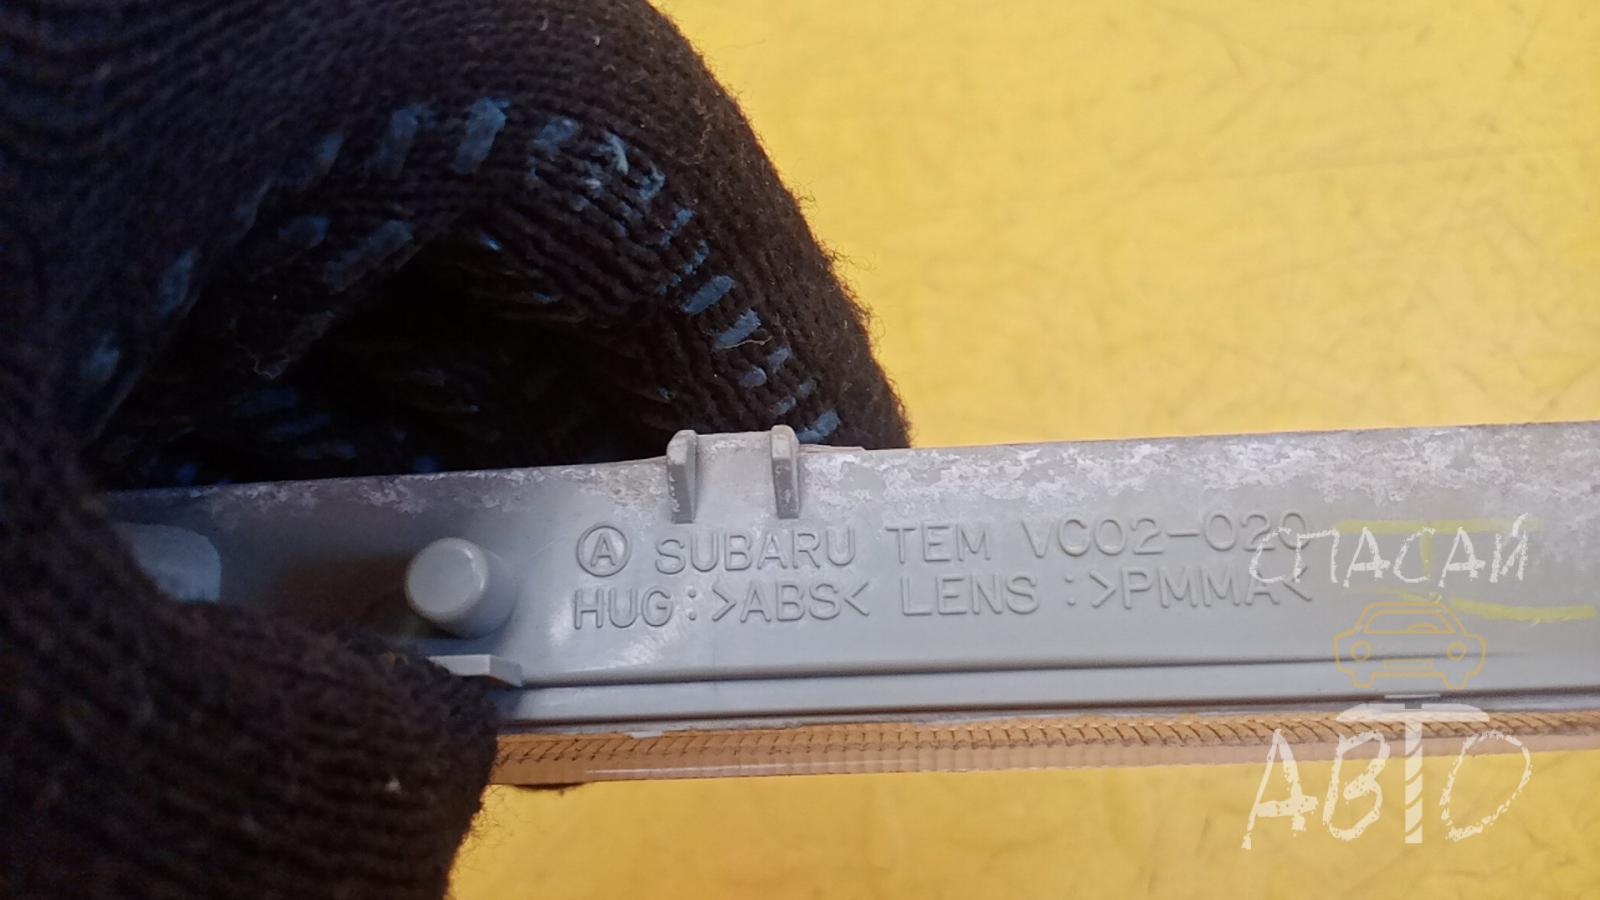 Ⓐ SUBARU TEM VC02-020
HUG:>ABS< LENS:>PMMA<
СПАСАЙ
АВТО